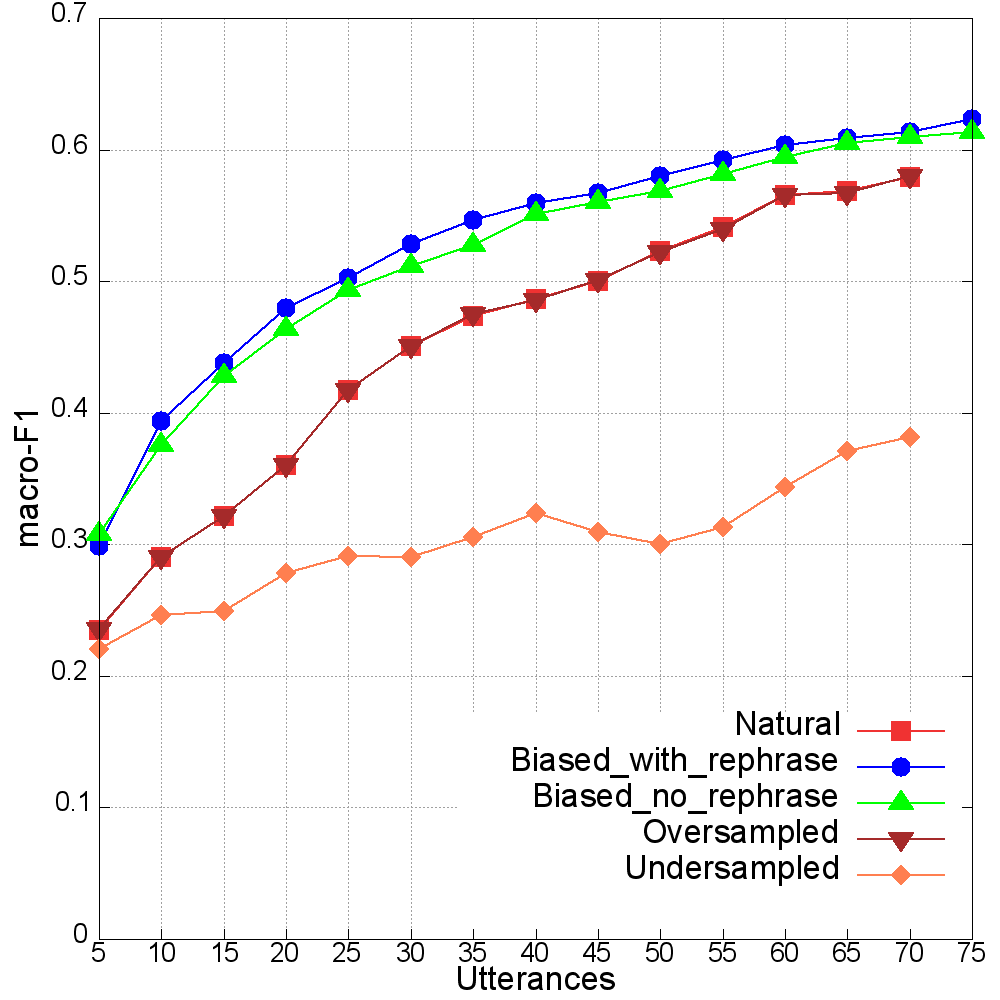 0.7
0.6
0.5
0.4
0.3
0.2
0.1
0
macro-F1
Natural
Biased_with_rephrase
Biased_no_rephrase
Oversampled
Undersampled
5 10 15 20 25 30 35 40 45 50 55 60 65 70 75
Utterances